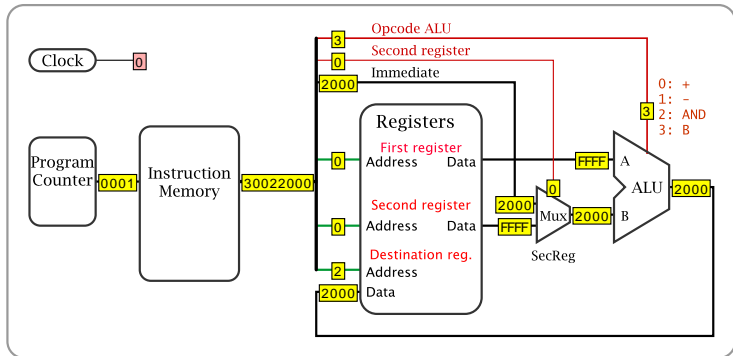 Opcode ALU
3
Second register
Clock
0
0
Immediate
2000
0: +
1: -
2: AND
3: B
3
Registers
First register
0
Address
Data
FFFF
A
Program
Counter
0001
Instruction
Memory
30022000
0
2000
Mux
2000
ALU
2000
Second register
0
Address
Data
FFFF
B
SecReg
Destination reg.
2
Address
2000
Data